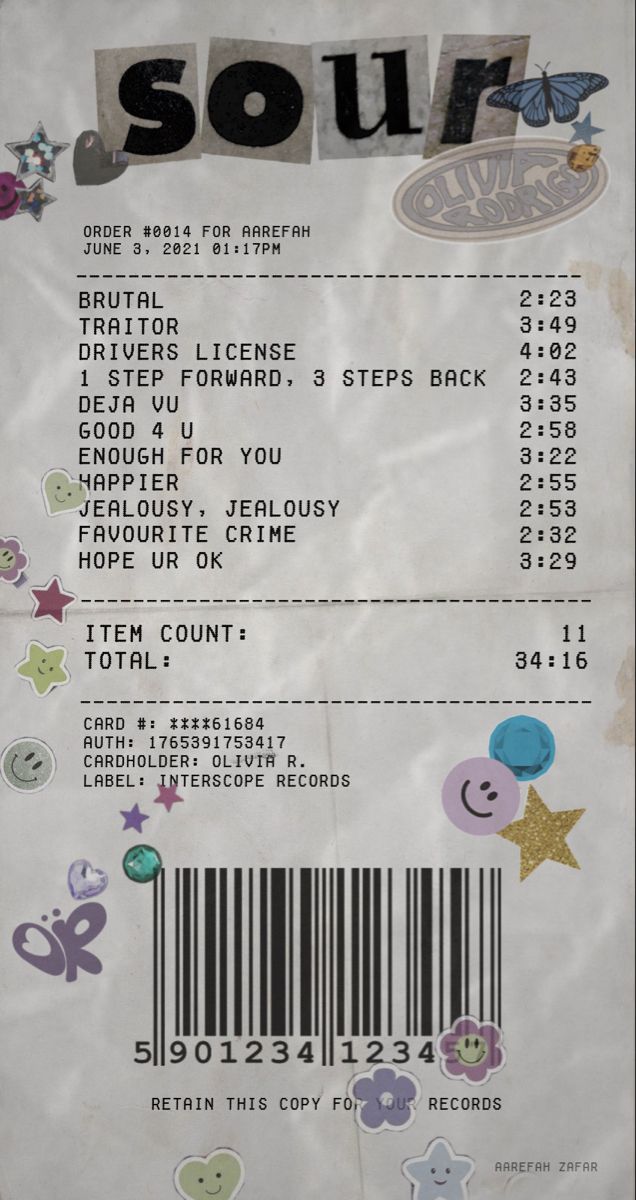 sour
OLIVIA
RODRIGO
ORDER #0014 FOR AAREFAH
JUNE 3, 2021 01:17PM
BRUTAL 2:23
TRAITOR 3:49
DRIVERS LICENSE 4:02
1 STEP FORWARD, 3 STEPS BACK 2:43
DEJA VU 3:35
GOOD 4 U 2:58
ENOUGH FOR YOU 3:22
HAPPIER 2:55
JEALOUSY, JEALOUSY 2:53
FAVOURITE CRIME 2:32
HOPE UR OK 3:29
ITEM COUNT: 11
TOTAL: 34:16
CARD #: ****61684
AUTH: 1765391753417
CARDHOLDER: OLIVIA R.
LABEL: INTERSCOPE RECORDS
OR
5 901234 1234
RETAIN THIS COPY FOR YOUR RECORDS
AAREFAH ZAFAR